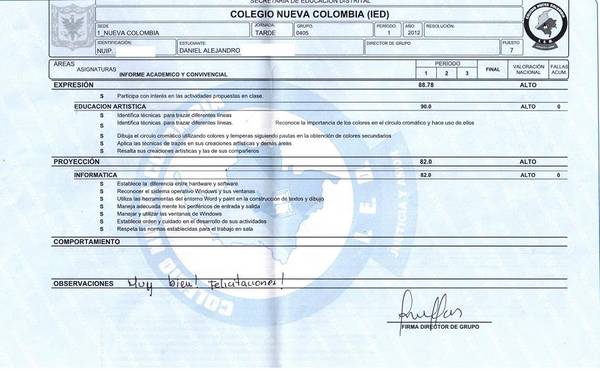 SECRETARIA DE EDUCACION DISTRITAL
COLEGIO NUEVA COLOMBIA (IED)
SEDE JORNADA: GRUPO: PERIODO: AÑO: RESOLUCIÓN:
1_NUEVA COLOMBIA TARDE 0405 1 2012
IDENTIFICACIÓN: ESTUDIANTE: DIRECTOR DE GRUPO PUESTO
NUIP. DANIEL ALEJANDRO 7
ÁREAS PERÍODO VALORACIÓN FALLAS
ASIGNATURAS INFORME ACADEMICO Y CONVIVENCIAL 1 2 3 FINAL NACIONAL ACUM.
EXPRESIÓN 88.78 ALTO
S Participa con interés en las actividades propuestas en clase.
EDUCACION ARTISTICA 90.0 ALTO 0
S Identifica técnicas para trazar diferentes líneas
S Identifica técnicas para trazar diferentes líneas. Reconoce la importancia de los colores en el círculo cromático y hace uso de ellos
S Dibuja el circulo cromático utilizando colores y temperas siguiendo pautas en la obtención de colores secundarios
S Aplica las técnicas de trazos en sus creaciones artísticas y demás áreas
S Resalta sus creaciones artísticas y las de sus compañeros
PROYECCIÓN 82.0 ALTO
INFORMATICA 82.0 ALTO 0
S Establece la diferencia entre hardware y software
S Reconocer el sistema operativo Windows y sus ventanas
S Utiliza las herramientas del entorno Word y paint en la construcción de textos y dibujo
S Maneja adecuada mente los periféricos de entrada y salida
S Manejar y utilizar las ventanas de Windows
S Establece orden y cuidado en el desarrollo de sus actividades
S Respeta las normas establecidas para el trabajo en sala
COMPORTAMIENTO
OBSERVACIONES Muy bien! Felicitaciones!
FIRMA DIRECTOR DE GRUPO